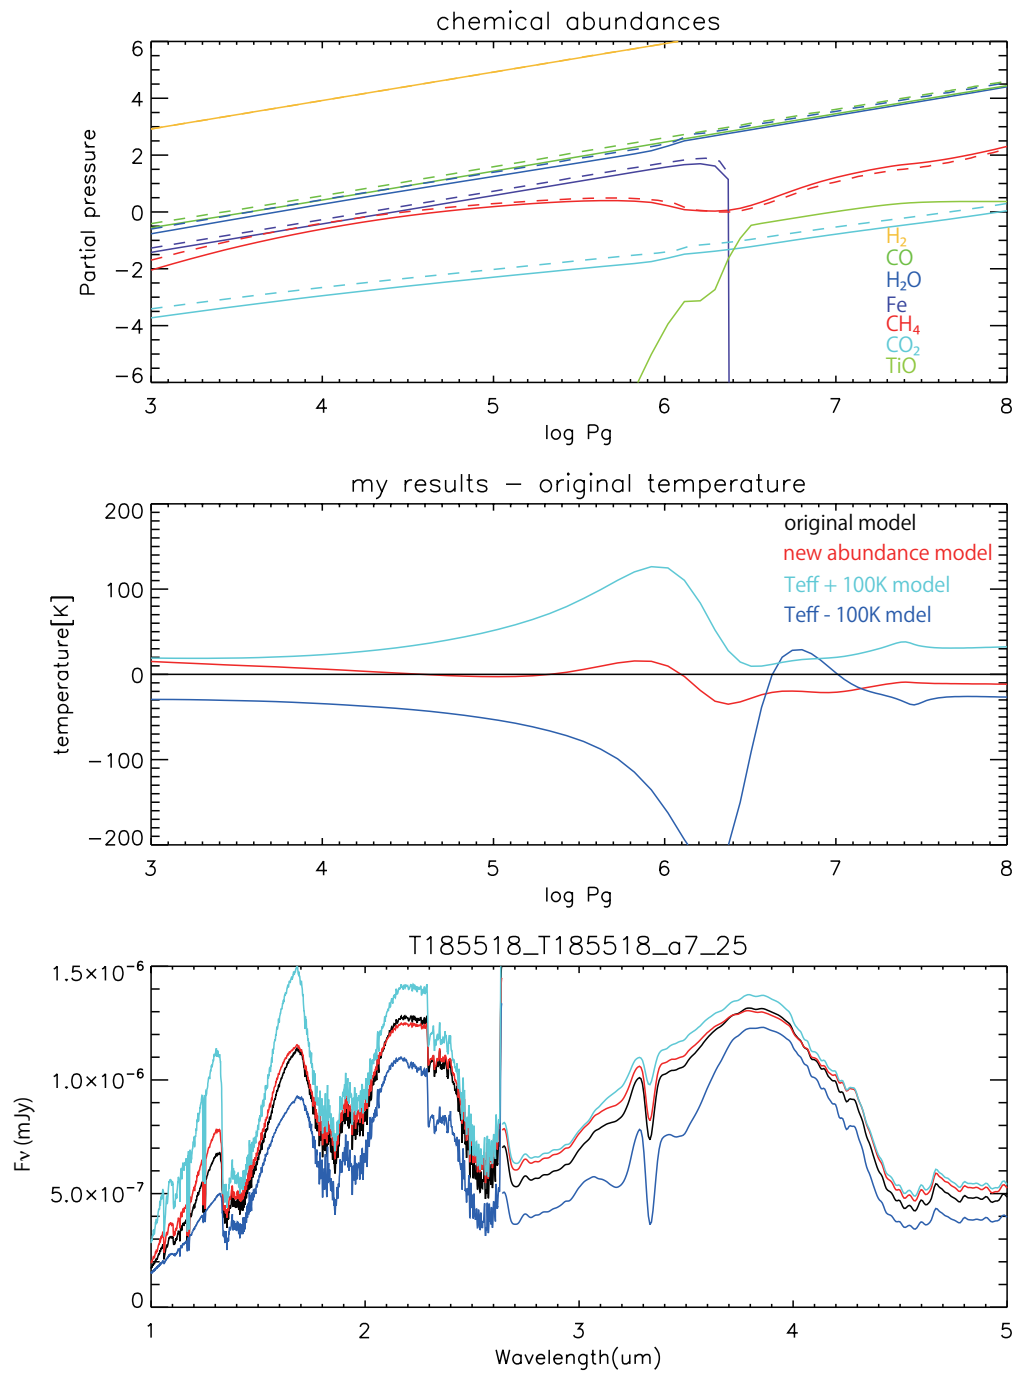 chemical abundances
6
4
2
0
−2
−4
−6
Partial pressure
H₂
CO
H₂O
Fe
CH₄
CO₂
TiO
3 4 5 6 7 8
log Pg
my results − original temperature
200
100
0
−100
−200
temperature[K]
original model
new abundance model
Teff + 100K model
Teff - 100K mdel
3 4 5 6 7 8
log Pg
T185518_T185518_a7_25
1.5×10⁻⁶
1.0×10⁻⁶
5.0×10⁻⁷
0
Fν (mJy)
1 2 3 4 5
Wavelength(um)